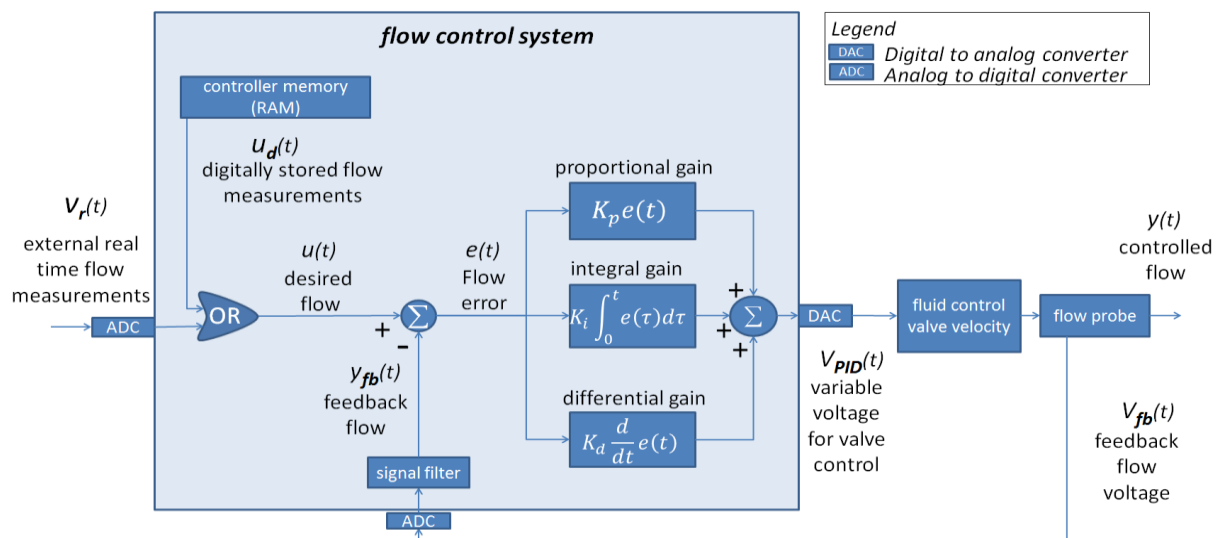 flow control system
Legend
DAC Digital to analog converter
ADC Analog to digital converter
controller memory
(RAM)
u_d(t)
digitally stored flow
measurements
V_r(t)
external real
time flow
measurements
ADC
OR
u(t)
desired
flow
+
-
Σ
e(t)
Flow
error
y_fb(t)
feedback
flow
signal filter
ADC
proportional gain
K_p e(t)
integral gain
K_i ∫_0^t e(τ)dτ
differential gain
K_d d/dt e(t)
+
+
+
Σ
DAC
V_PID(t)
variable
voltage
for valve
control
fluid control
valve velocity
flow probe
y(t)
controlled
flow
V_fb(t)
feedback
flow
voltage